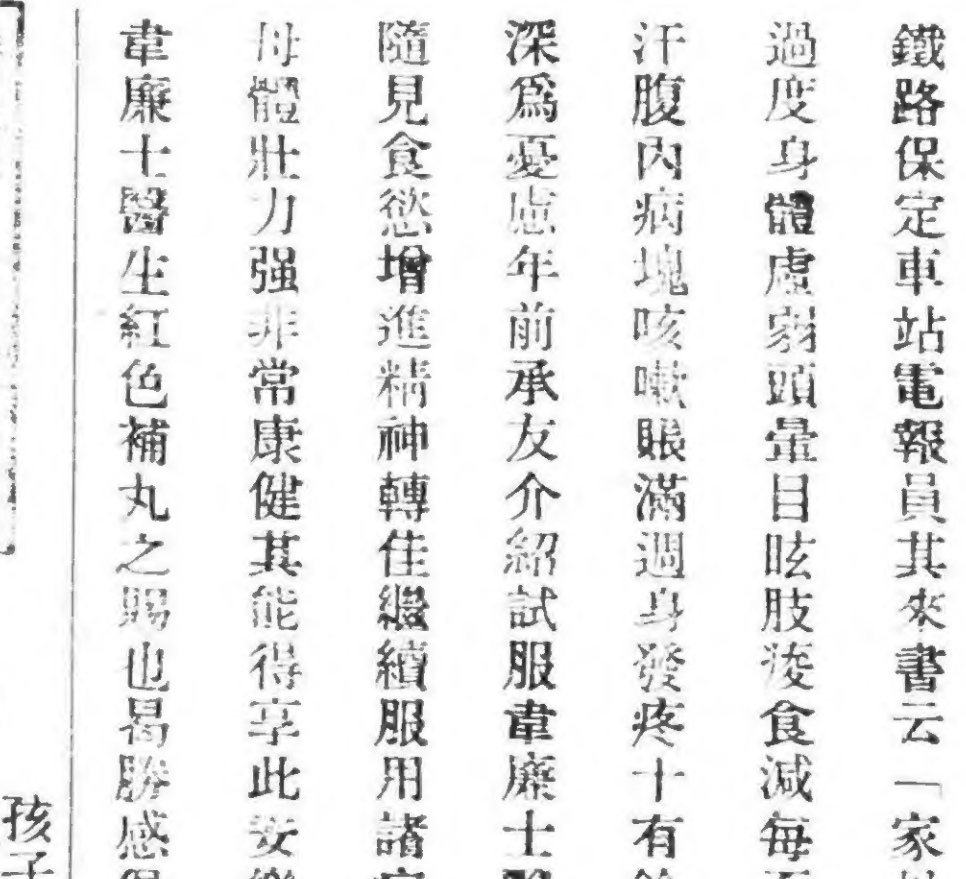 鐵路保定車站電報員其來書云「家
過度身體虛弱頭暈目眩肢痠食減每
汗腹內病塊咳嗽賬滿週身發疼十有
深爲憂慮年前承友介紹試服韋廉士
隨見食慾增進精神轉佳繼續服用諸
母體壯力强非常康健其能得享此安
韋廉士醫生紅色補丸之賜也曷勝感
孩子